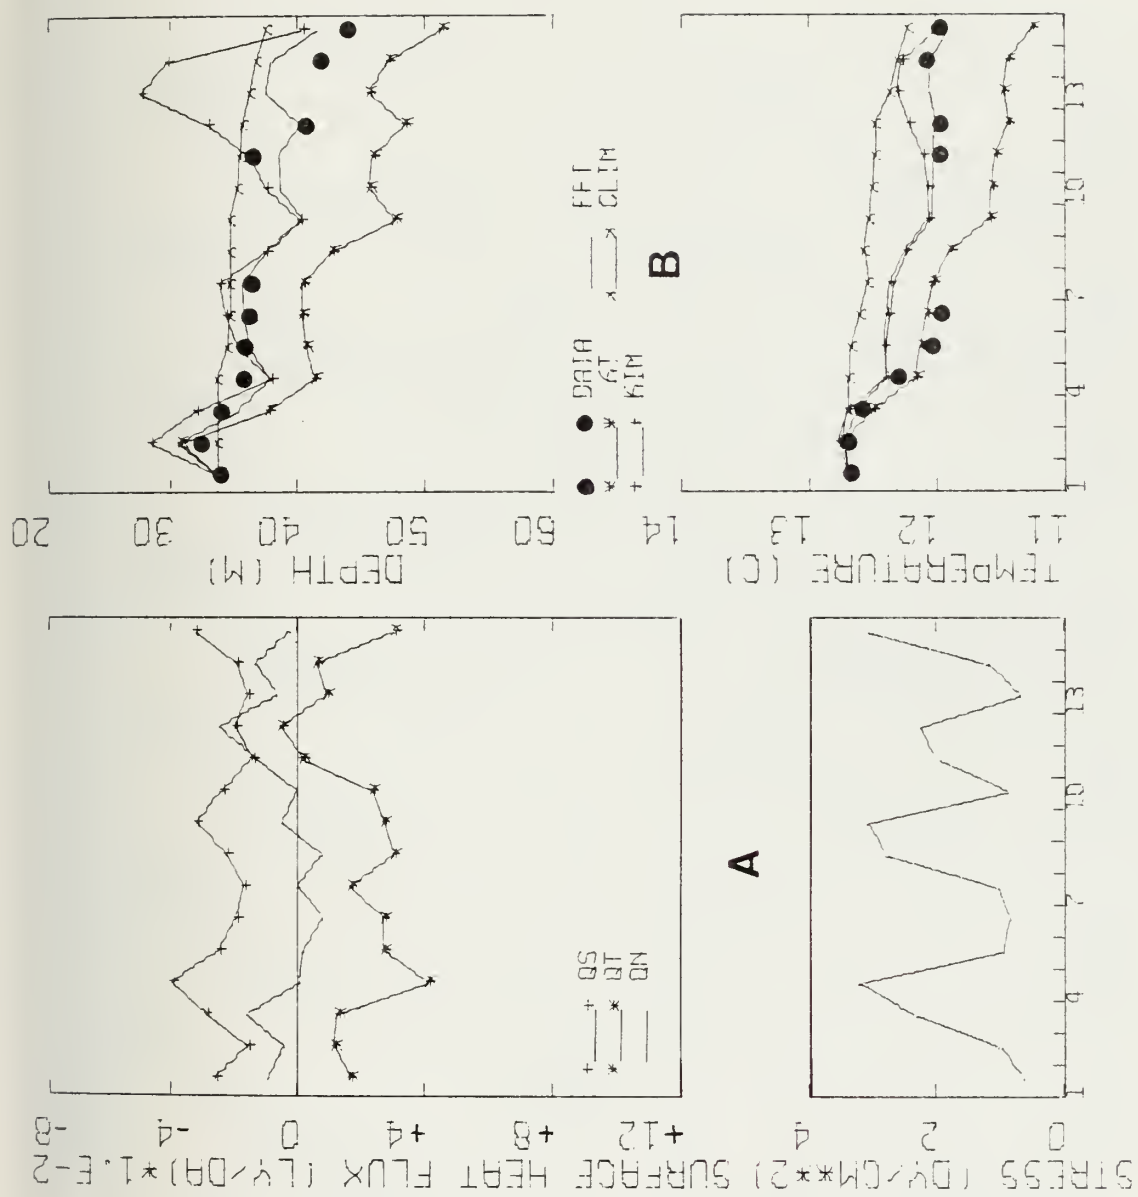 20
30
40
50
60
DEPTH (M)
DATA
GT
KIM
FFT
CLIM
B
14
13
12
11
TEMPERATURE (C)
1
4
7
10
13
-8
-4
0
+4
+8
+12
SURFACE HEAT FLUX (LY/DA)*1.E-2
QS
QT
QN
A
4
2
0
STRESS (DY/CM**2)
1
4
7
10
13